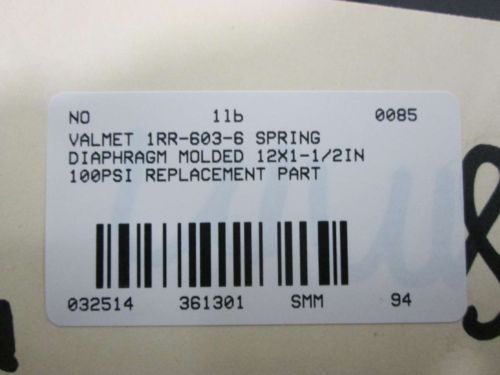 NO 1lb 0085
VALMET 1RR-603-6 SPRING
DIAPHRAGM MOLDED 12X1-1/2IN
100PSI REPLACEMENT PART
032514 361301 SMM 94